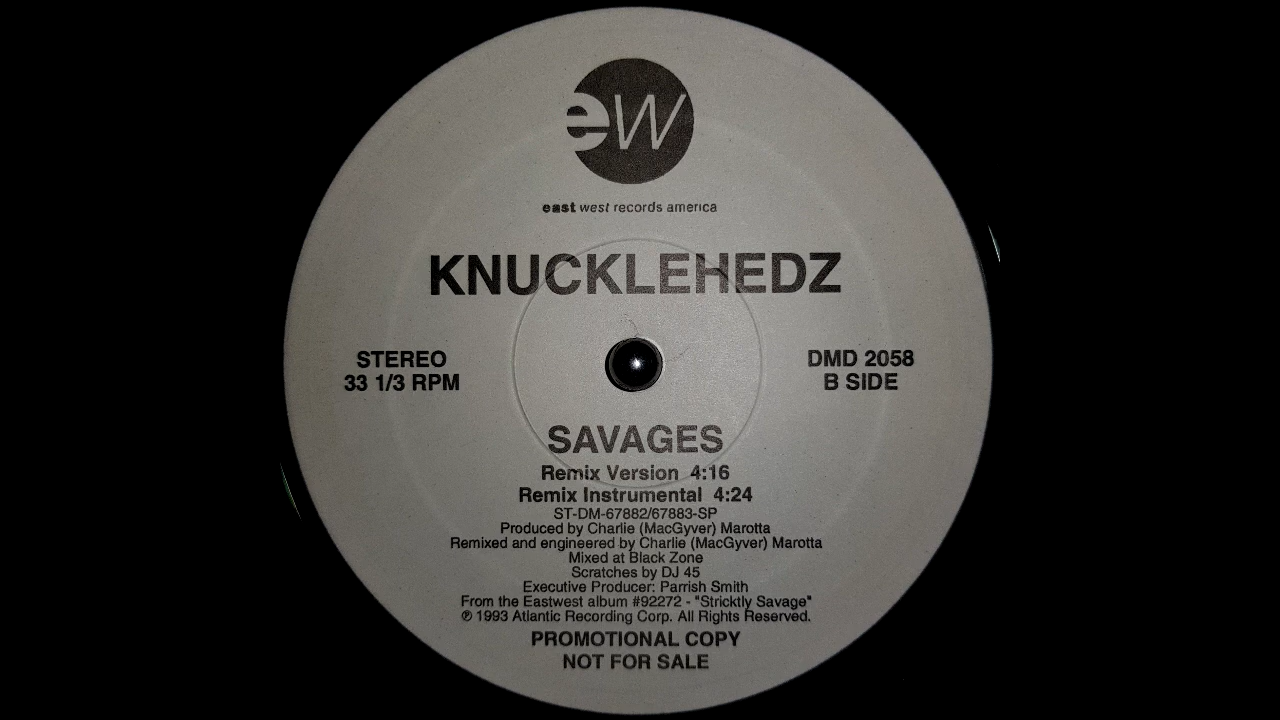 ew
east west records america
KNUCKLEHEDZ
STEREO
33 1/3 RPM
DMD 2058
B SIDE
SAVAGES
Remix Version 4:16
Remix Instrumental 4:24
ST-DM-67882/67883-SP
Produced by Charlie (MacGyver) Marotta
Remixed and engineered by Charlie (MacGyver) Marotta
Mixed at Black Zone
Scratches by DJ 45
Executive Producer: Parrish Smith
From the Eastwest album #92272 - "Stricktly Savage"
℗ 1993 Atlantic Recording Corp. All Rights Reserved.
PROMOTIONAL COPY
NOT FOR SALE